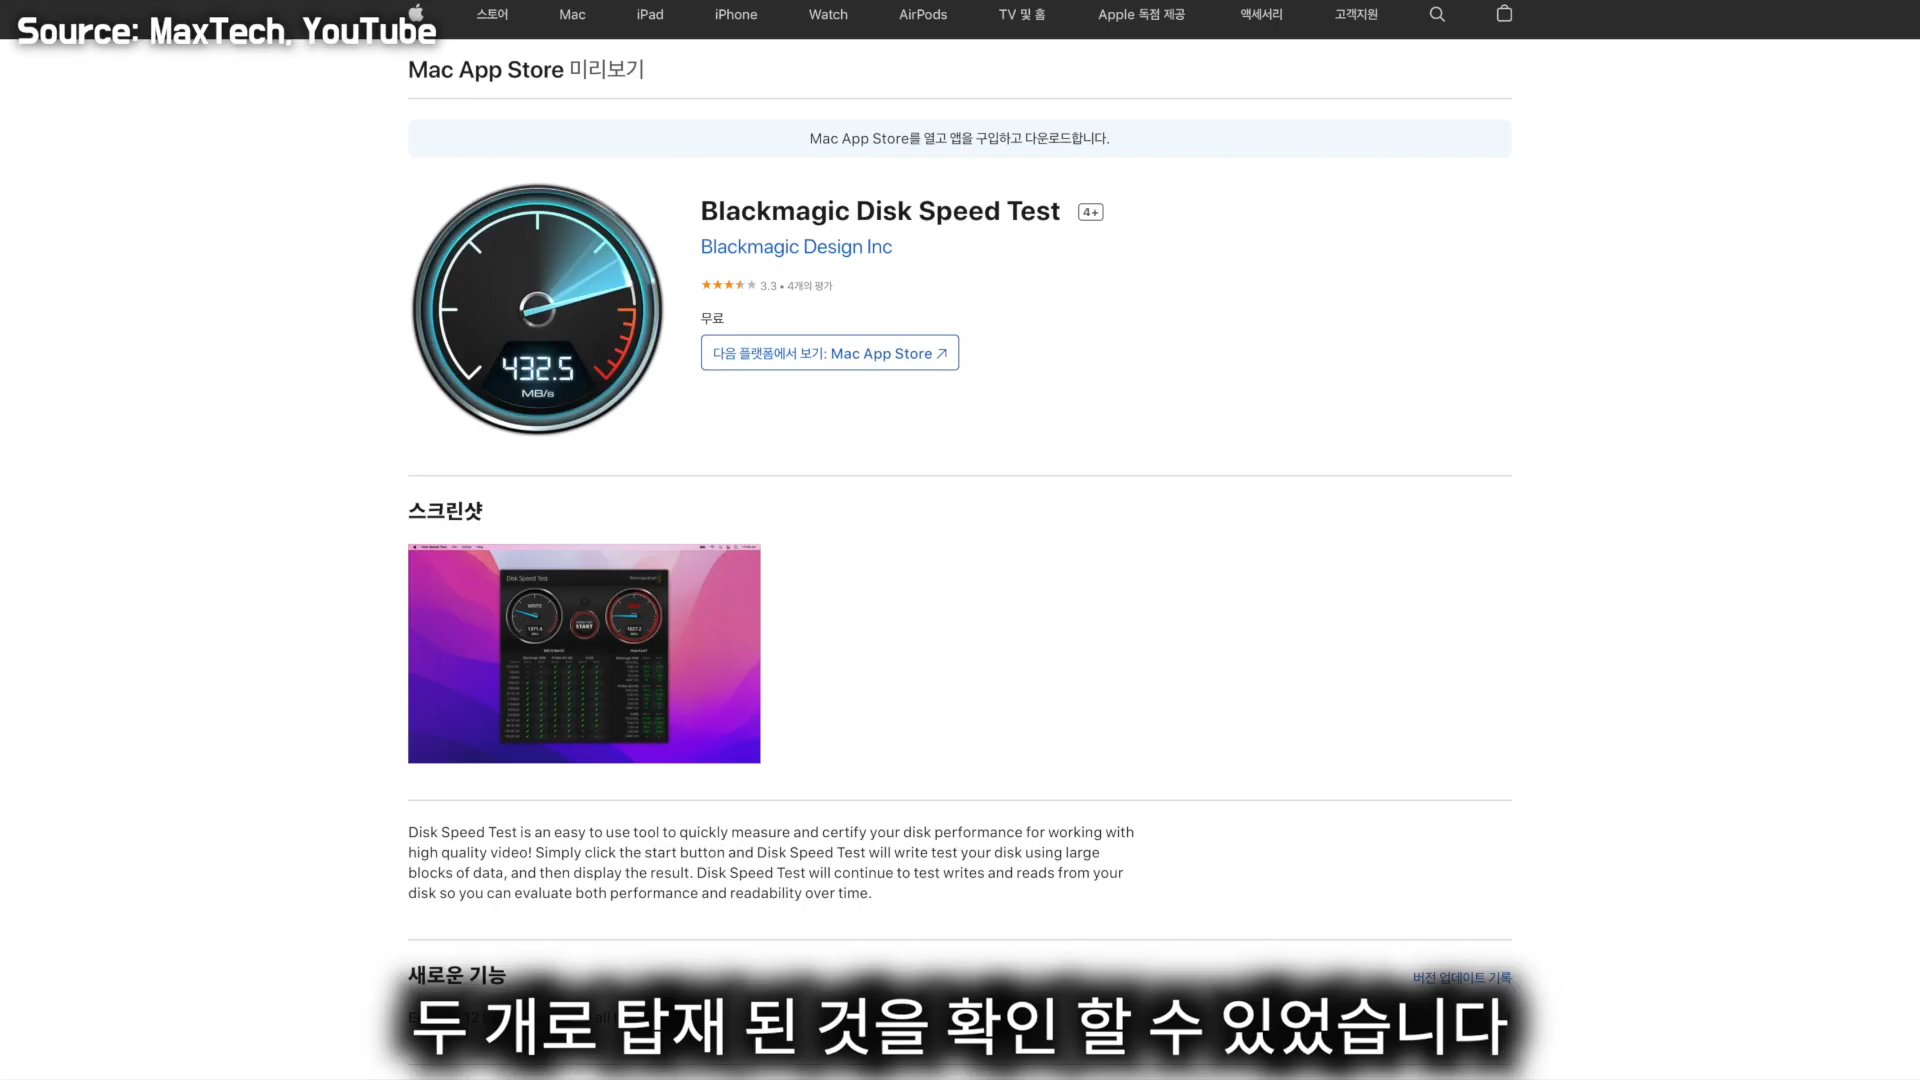 Source: MaxTech, YouTube
스토어 Mac iPad iPhone Watch AirPods TV 및 홈 Apple 독점 제공 액세서리 고객지원
Mac App Store 미리보기
Mac App Store를 열고 앱을 구입하고 다운로드합니다.
Blackmagic Disk Speed Test 4+
Blackmagic Design Inc
★★★★★ 3.3 • 4개의 평가
무료
다음 플랫폼에서 보기: Mac App Store ↗
432.5
MB/s
스크린샷
Disk Speed Test
WRITE
START
Disk Speed Test is an easy to use tool to quickly measure and certify your disk performance for working with
high quality video! Simply click the start button and Disk Speed Test will write test your disk using large
blocks of data, and then display the result. Disk Speed Test will continue to test writes and reads from your
disk so you can evaluate both performance and readability over time.
새로운 기능
버전 업데이트 기록
두 개로 탑재 된 것을 확인 할 수 있었습니다